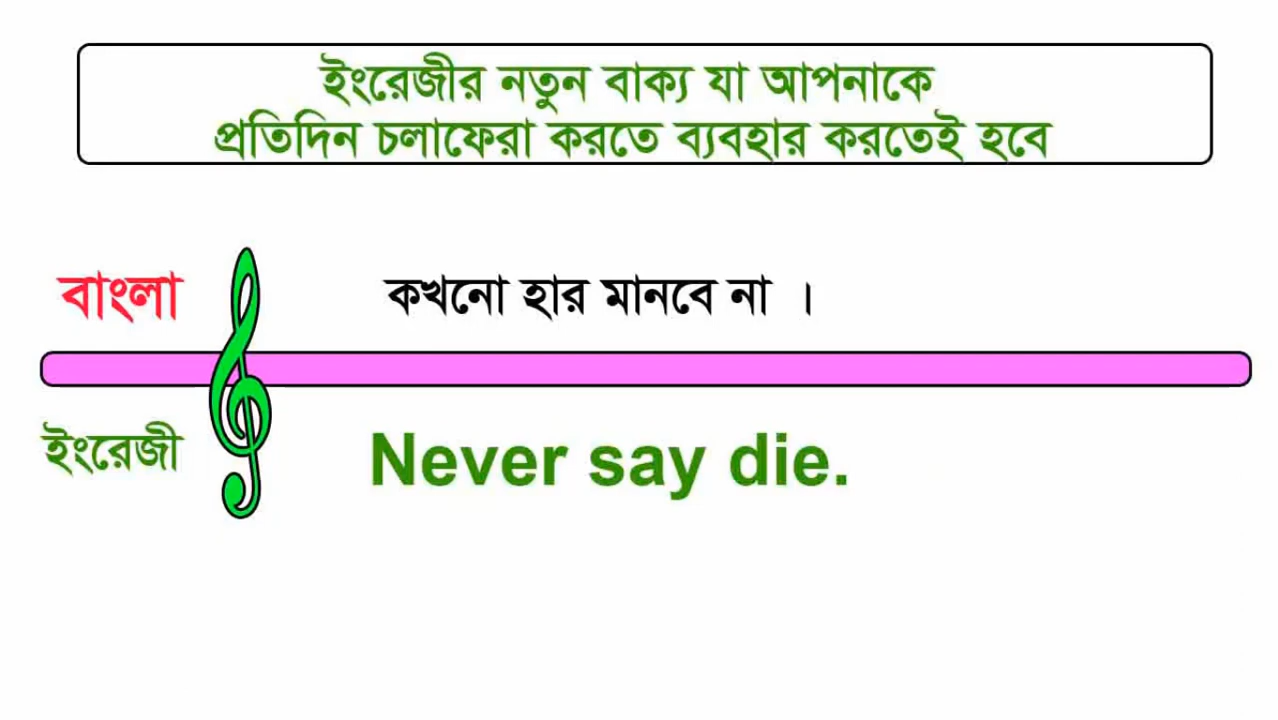 ইংরেজীর নতুন বাক্য যা আপনাকে
প্রতিদিন চলাফেরা করতে ব্যবহার করতেই হবে
বাংলা
কখনো হার মানবে না ।
ইংরেজী
Never say die.